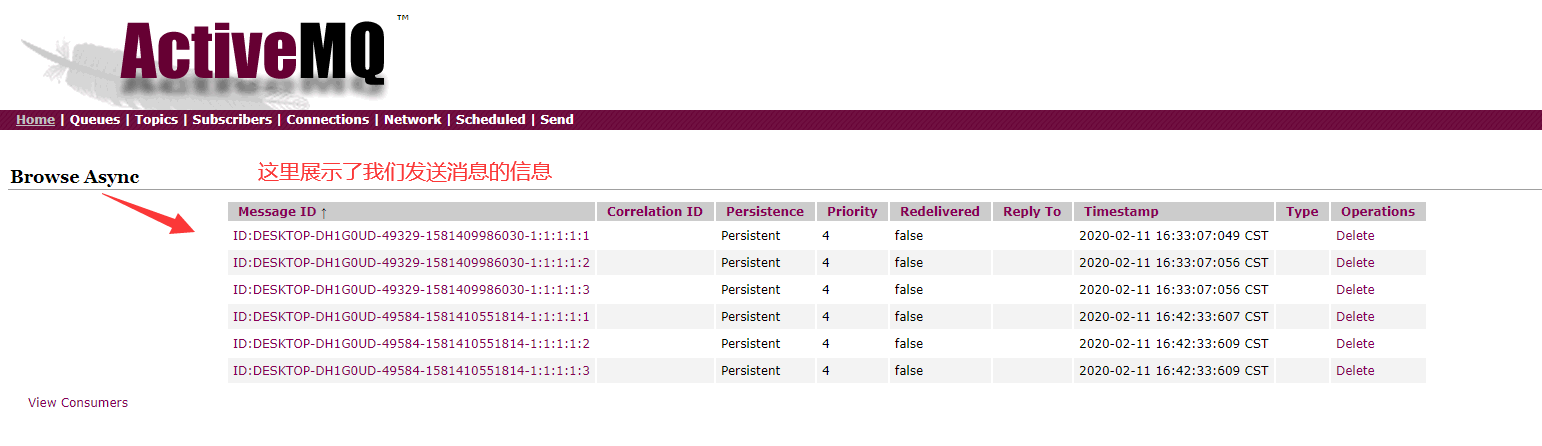 ActiveMQ™
Home | Queues | Topics | Subscribers | Connections | Network | Scheduled | Send
Browse Async
这里展示了我们发送消息的信息
Message ID ↑ Correlation ID Persistence Priority Redelivered Reply To Timestamp Type Operations
ID:DESKTOP-DH1G0UD-49329-1581409986030-1:1:1:1:1 Persistent 4 false 2020-02-11 16:33:07:049 CST Delete
ID:DESKTOP-DH1G0UD-49329-1581409986030-1:1:1:1:2 Persistent 4 false 2020-02-11 16:33:07:056 CST Delete
ID:DESKTOP-DH1G0UD-49329-1581409986030-1:1:1:1:3 Persistent 4 false 2020-02-11 16:33:07:056 CST Delete
ID:DESKTOP-DH1G0UD-49584-1581410551814-1:1:1:1:1 Persistent 4 false 2020-02-11 16:42:33:607 CST Delete
ID:DESKTOP-DH1G0UD-49584-1581410551814-1:1:1:1:2 Persistent 4 false 2020-02-11 16:42:33:609 CST Delete
ID:DESKTOP-DH1G0UD-49584-1581410551814-1:1:1:1:3 Persistent 4 false 2020-02-11 16:42:33:609 CST Delete
View Consumers